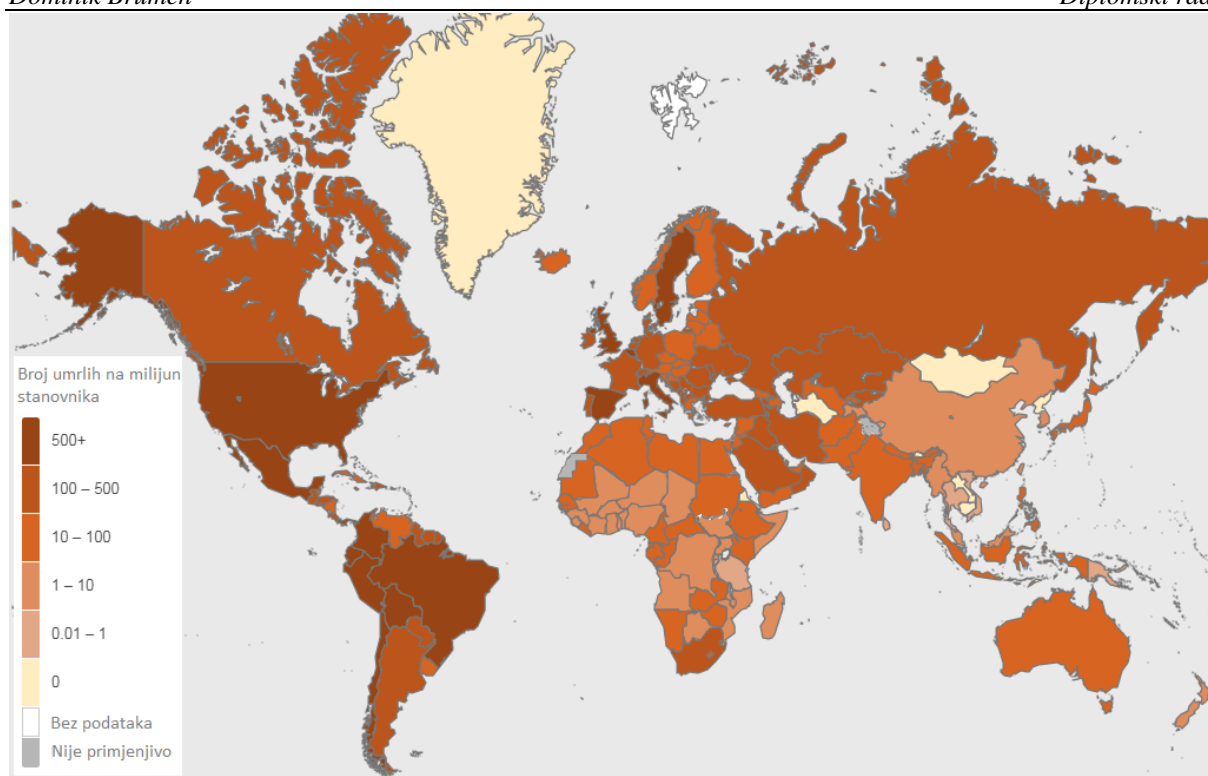 Dominik Brumen
Diplomski rad
Broj umrlih na milijun
stanovnika
500+
100 – 500
10 – 100
1 – 10
0.01 – 1
0
Bez podataka
Nije primjenjivo